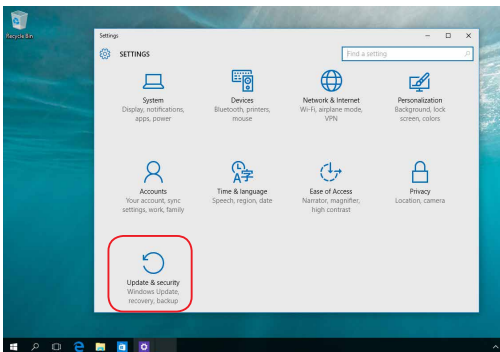 Recycle Bin
Settings
SETTINGS
Find a setting
System
Display, notifications,
apps, power
Devices
Bluetooth, printers,
mouse
Network & Internet
Wi-Fi, airplane mode,
VPN
Personalization
Background, lock
screen, colors
Accounts
Your account, sync
settings, work, family
Time & language
Speech, region, date
Ease of Access
Narrator, magnifier,
high contrast
Privacy
Location, camera
Update & security
Windows Update,
recovery, backup